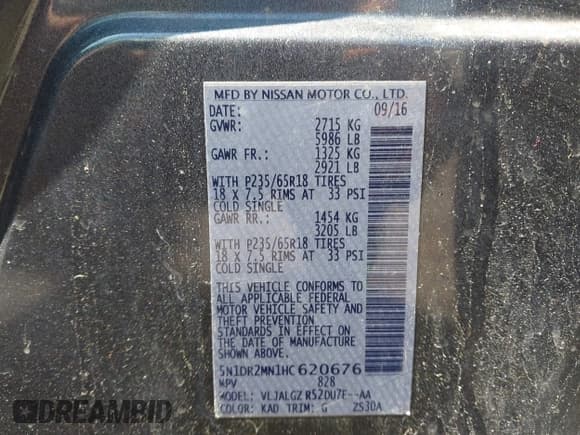 MFD BY NISSAN MOTOR CO., LTD.
DATE: 09/16
GVWR: 2715 KG
5986 LB
GAWR FR.: 1325 KG
2921 LB
WITH P235/65R18 TIRES
18 X 7.5 RIMS AT 33 PSI
COLD SINGLE
GAWR RR.: 1454 KG
3205 LB
WITH P235/65R18 TIRES
18 X 7.5 RIMS AT 33 PSI
COLD SINGLE
THIS VEHICLE CONFORMS TO
ALL APPLICABLE FEDERAL
MOTOR VEHICLE SAFETY AND
THEFT PREVENTION
STANDARDS IN EFFECT ON
THE DATE OF MANUFACTURE
SHOWN ABOVE.
5N1DR2MN1HC620676
MPV 828
MODEL: VLJALGZ R52DU7E--AA
COLOR: KAD TRIM: G ZS30A
DREAMBID